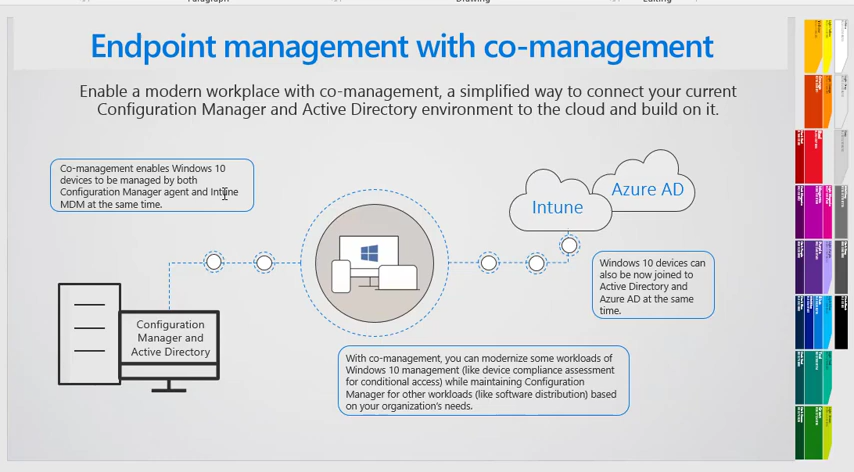 Endpoint management with co-management
Enable a modern workplace with co-management, a simplified way to connect your current
Configuration Manager and Active Directory environment to the cloud and build on it.
Co-management enables Windows 10
devices to be managed by both
Configuration Manager agent and Intune
MDM at the same time.
Azure AD
Intune
Windows 10 devices can
also be now joined to
Active Directory and
Azure AD at the same
time.
Configuration
Manager and
Active Directory
With co-management, you can modernize some workloads of
Windows 10 management (like device compliance assessment
for conditional access) while maintaining Configuration
Manager for other workloads (like software distribution) based
on your organization's needs.